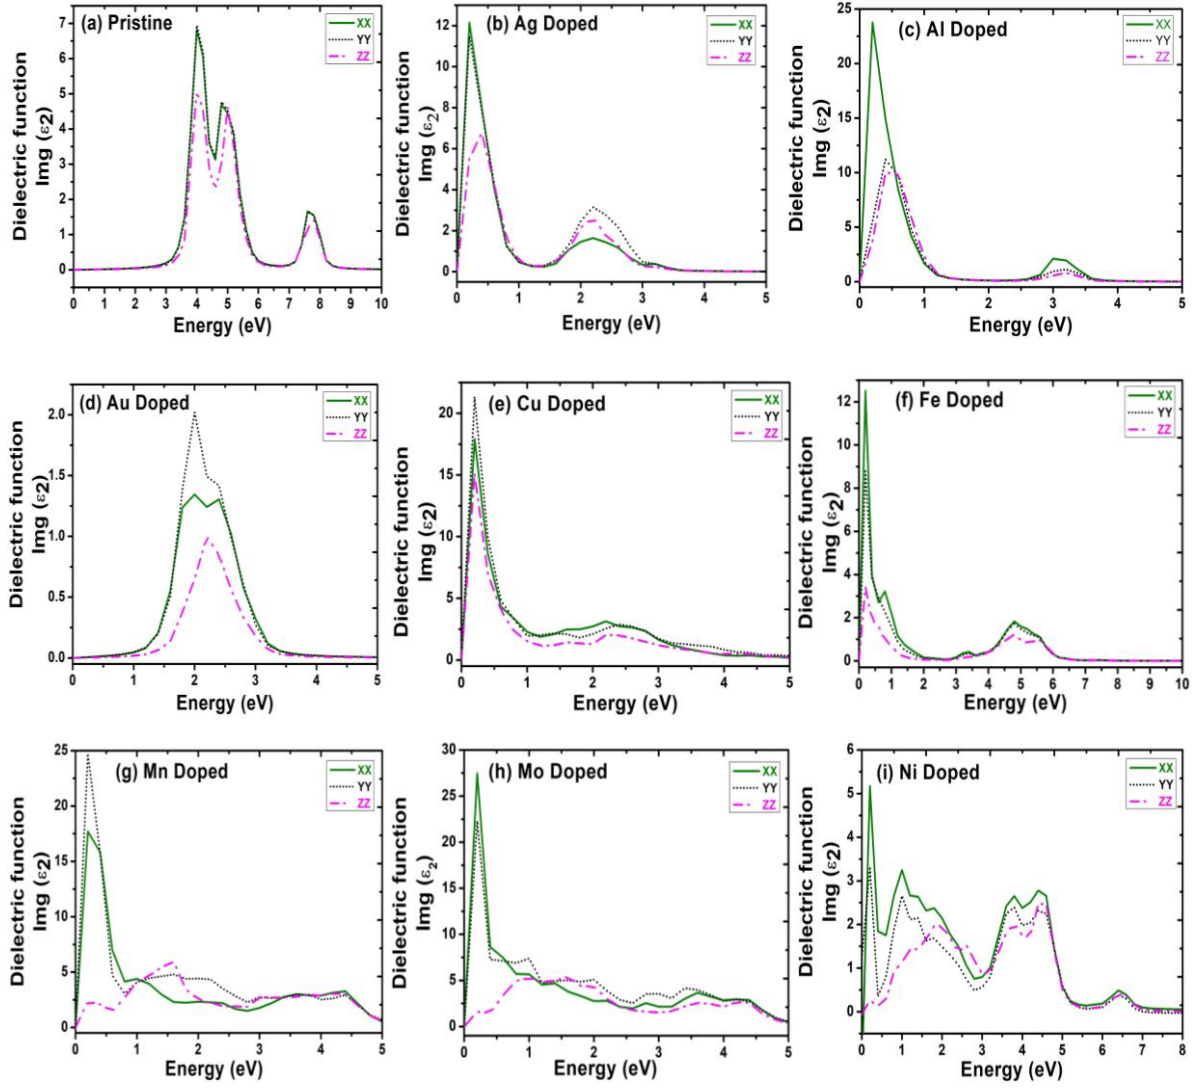 (a) Pristine
XX
YY
ZZ
Dielectric function
Img (ε2)
7
6
5
4
3
2
1
0
0 1 2 3 4 5 6 7 8 9 10
Energy (eV)
(b) Ag Doped
XX
YY
ZZ
Dielectric function
Img (ε2)
12
10
8
6
4
2
0
0 1 2 3 4 5
Energy (eV)
(c) Al Doped
XX
YY
ZZ
Dielectric function
Img (ε2)
25
20
15
10
5
0
0 1 2 3 4 5
Energy (eV)
(d) Au Doped
XX
YY
ZZ
Dielectric function
Img (ε2)
2.0
1.5
1.0
0.5
0.0
0 1 2 3 4 5
Energy (eV)
(e) Cu Doped
XX
YY
ZZ
Dielectric function
Img (ε2)
20
15
10
5
0
0 1 2 3 4 5
Energy (eV)
(f) Fe Doped
XX
YY
ZZ
Dielectric function
Img (ε2)
12
10
8
6
4
2
0
0 1 2 3 4 5 6 7 8 9 10
Energy (eV)
(g) Mn Doped
XX
YY
ZZ
Dielectric function
Img (ε2)
25
20
15
10
5
0
0 1 2 3 4 5
Energy (eV)
(h) Mo Doped
XX
YY
ZZ
Dielectric function
Img (ε2)
30
25
20
15
10
5
0
0 1 2 3 4 5
Energy (eV)
(i) Ni Doped
XX
YY
ZZ
Dielectric function
Img (ε2)
6
5
4
3
2
1
0
0 1 2 3 4 5 6 7 8
Energy (eV)